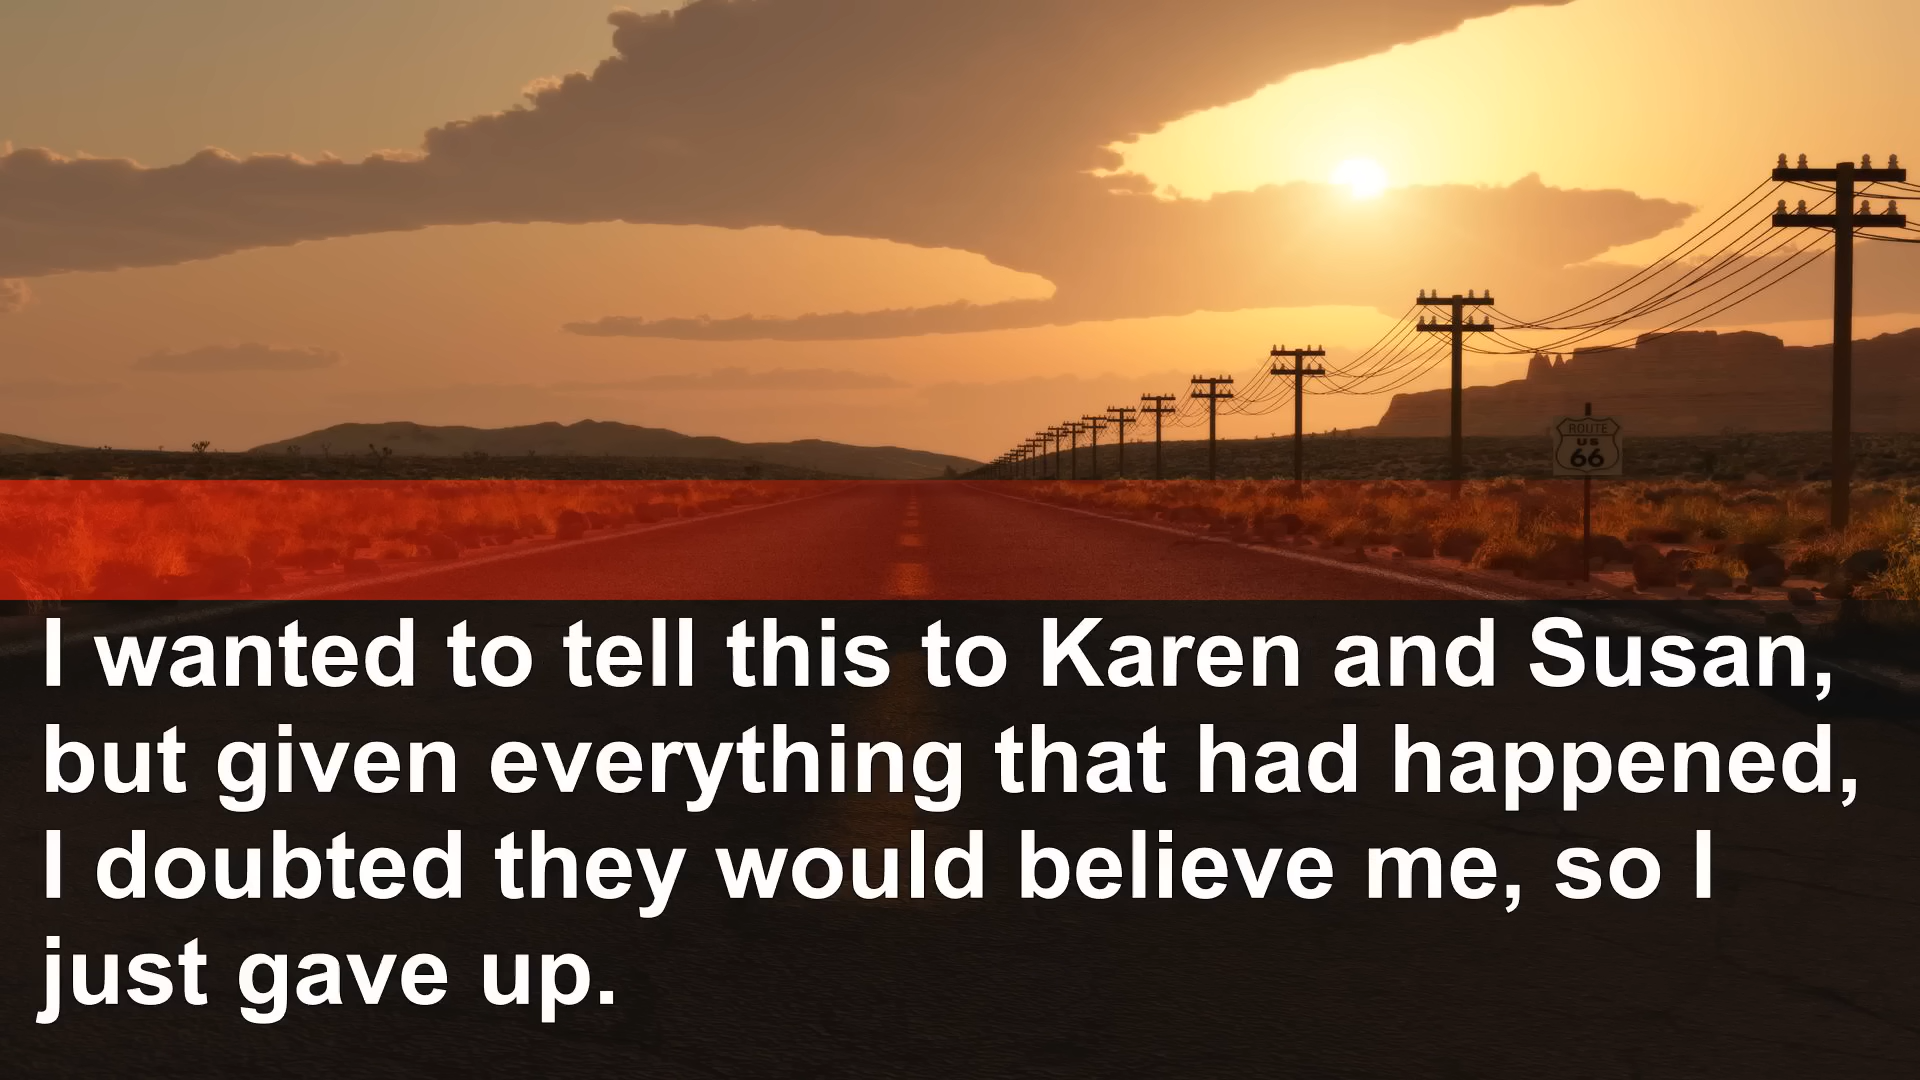 ROUTE
US
66
I wanted to tell this to Karen and Susan,
but given everything that had happened,
I doubted they would believe me, so I
just gave up.